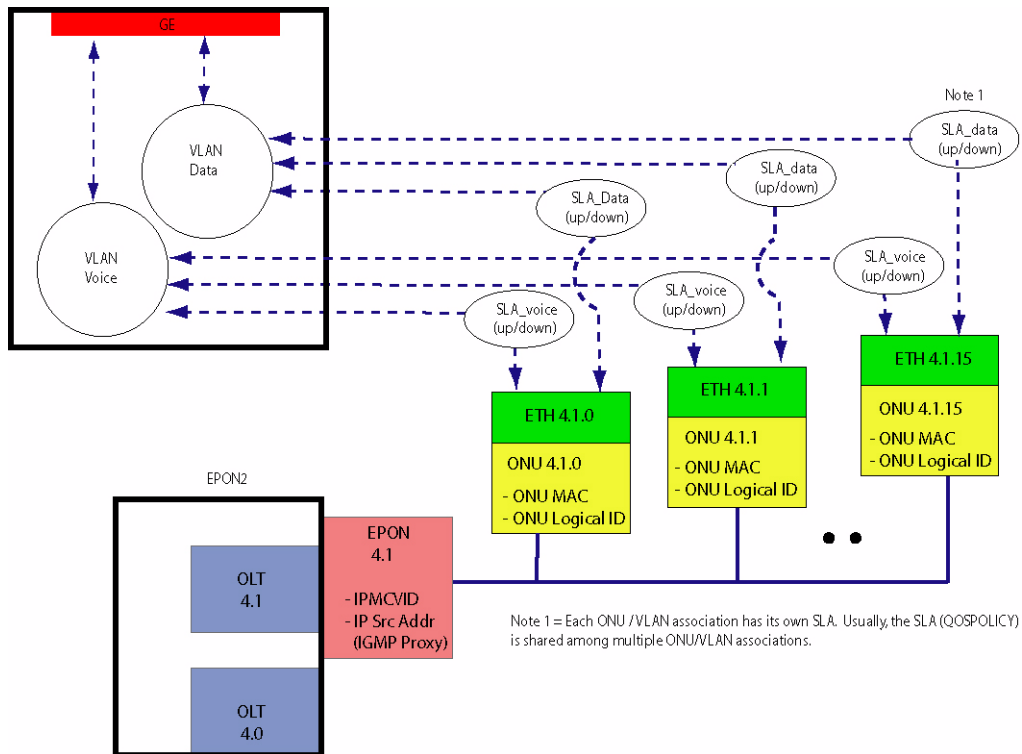 GE
VLAN
Data
VLAN
Voice
Note 1
SLA_data
(up/down)
SLA_data
(up/down)
SLA_Data
(up/down)
SLA_voice
(up/down)
SLA_voice
(up/down)
SLA_voice
(up/down)
ETH 4.1.0
ONU 4.1.0
- ONU MAC
- ONU Logical ID
ETH 4.1.1
ONU 4.1.1
- ONU MAC
- ONU Logical ID
ETH 4.1.15
ONU 4.1.15
- ONU MAC
- ONU Logical ID
EPON2
OLT
4.1
OLT
4.0
EPON
4.1
- IPMCVID
- IP Src Addr
(IGMP Proxy)
Note 1 = Each ONU / VLAN association has its own SLA. Usually, the SLA (QOSPOLICY)
is shared among multiple ONU/VLAN associations.